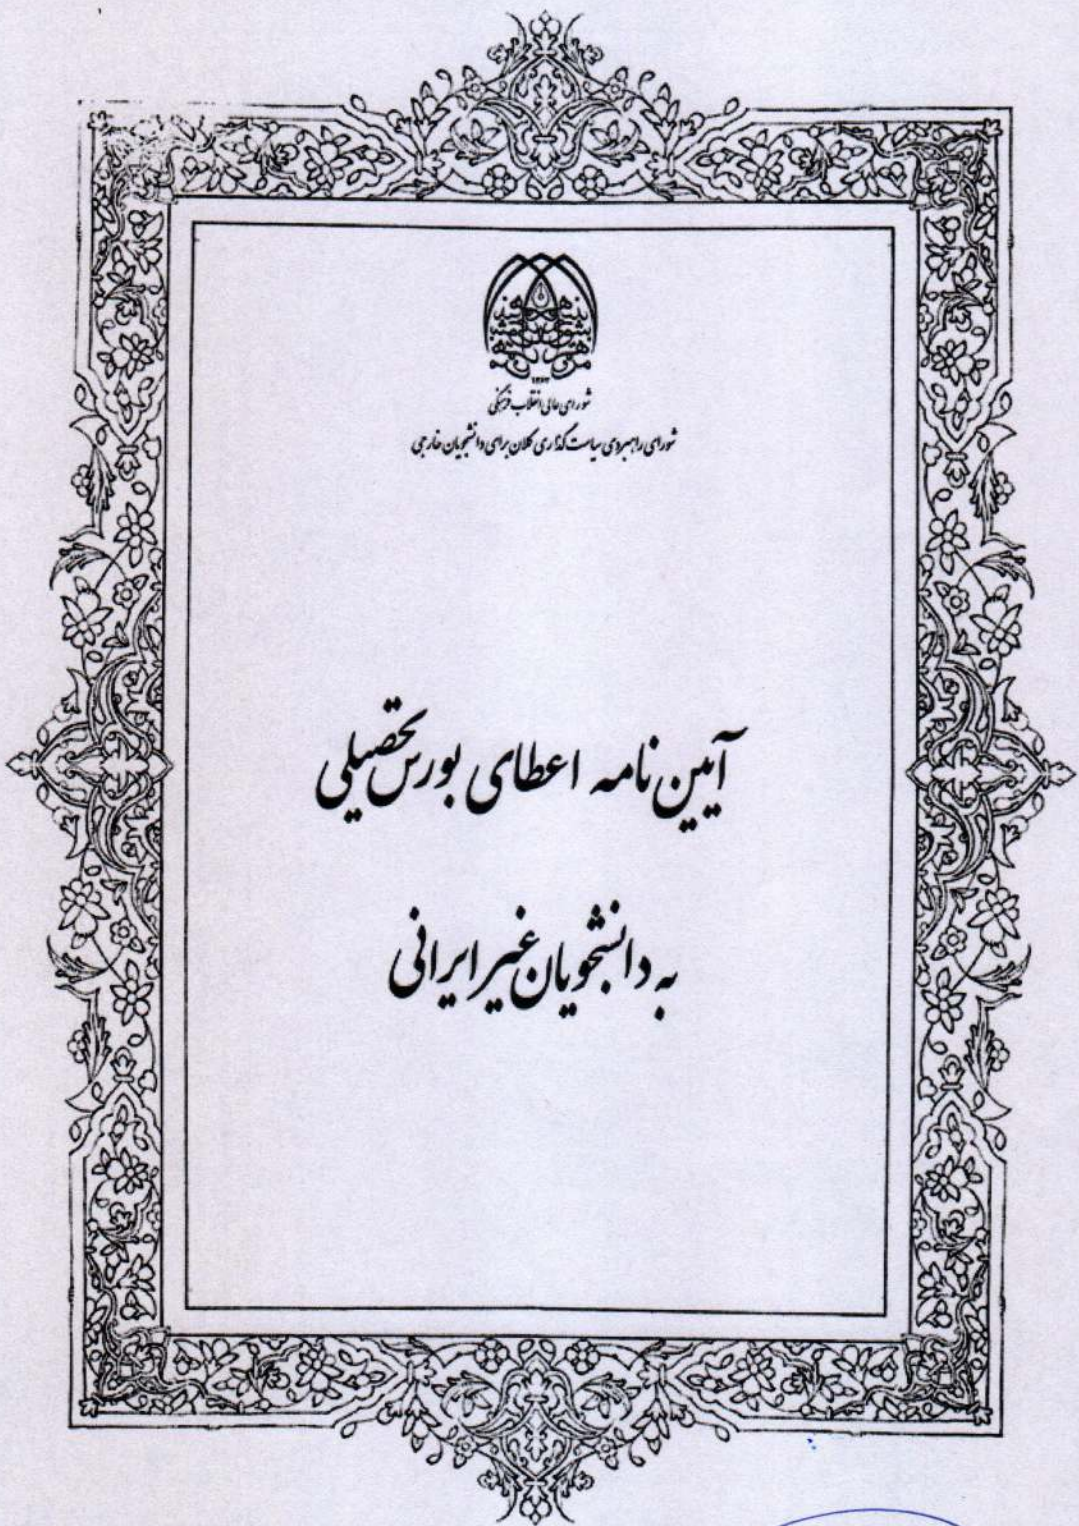 ۱۳۶۳
شورای عالی انقلاب فرهنگی
شورای راهبردی سیاست گذاری کلان برای دانشجویان خارجی
آیین نامه اعطای بورس تحصیلی
به دانشجویان غیر ایرانی